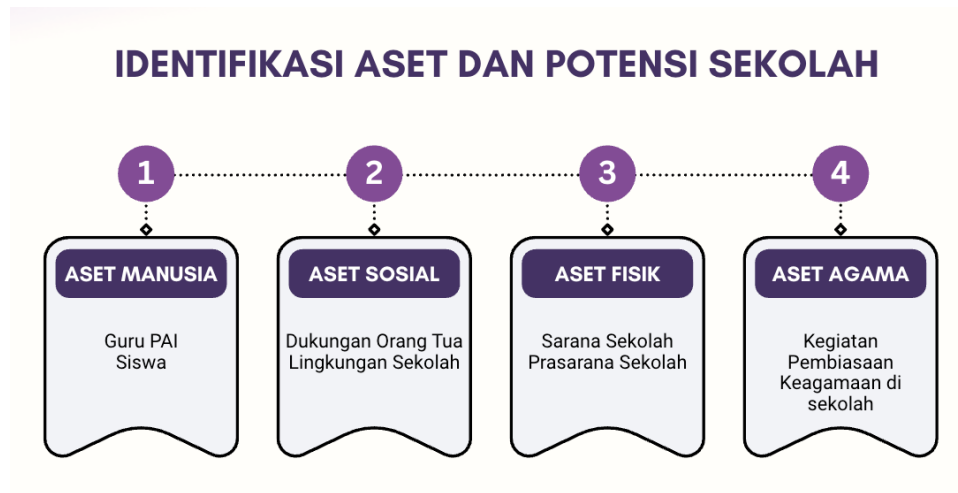 IDENTIFIKASI ASET DAN POTENSI SEKOLAH
1
2
3
4
ASET MANUSIA
Guru PAI
Siswa
ASET SOSIAL
Dukungan Orang Tua
Lingkungan Sekolah
ASET FISIK
Sarana Sekolah
Prasarana Sekolah
ASET AGAMA
Kegiatan
Pembiasaan
Keagamaan di
sekolah